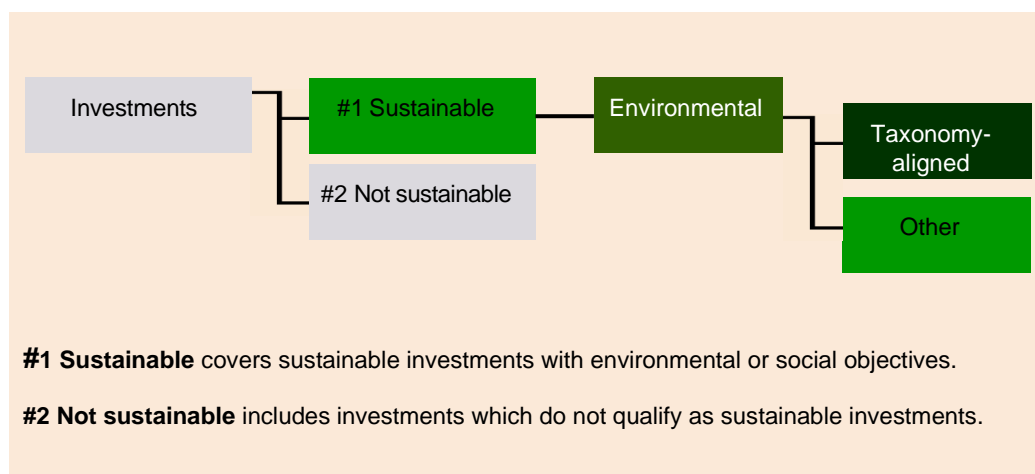 Investments
#1 Sustainable
#2 Not sustainable
Environmental
Taxonomy-
aligned
Other
#1 Sustainable covers sustainable investments with environmental or social objectives.
#2 Not sustainable includes investments which do not qualify as sustainable investments.